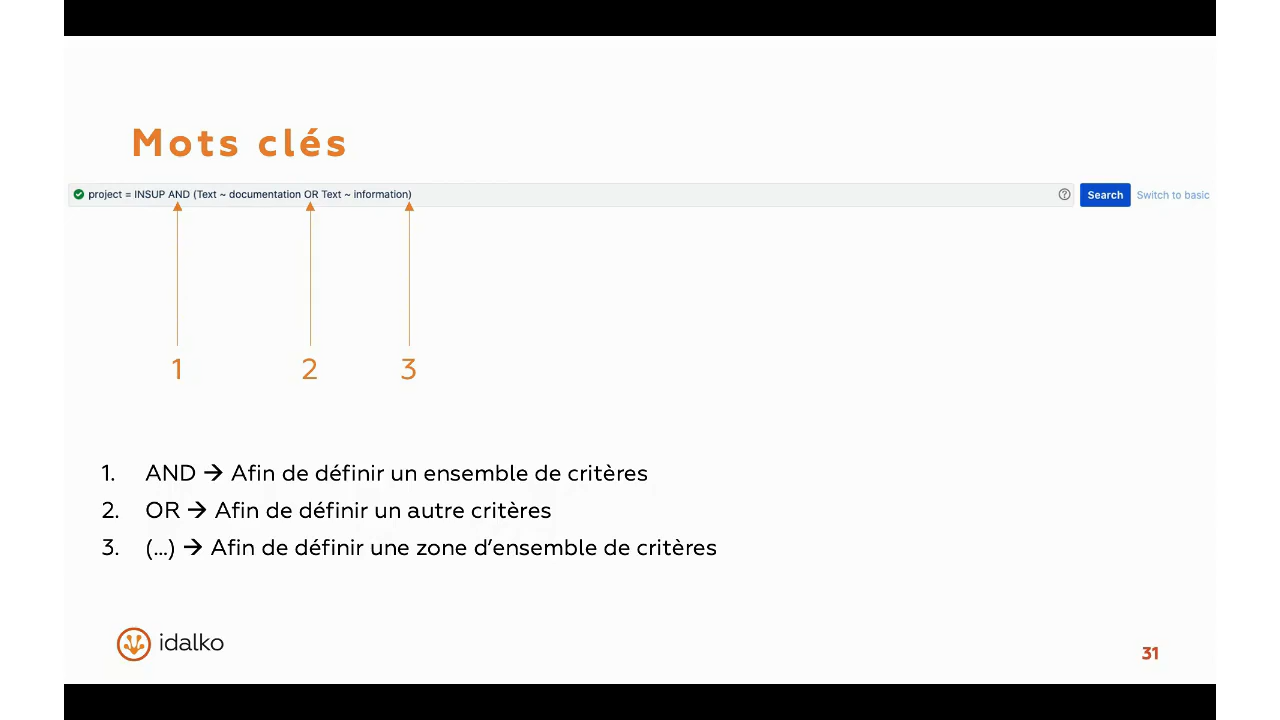 Mots clés
project = INSUP AND (Text ~ documentation OR Text ~ information) Search Switch to basic
1 2 3
1. AND → Afin de définir un ensemble de critères
2. OR → Afin de définir un autre critères
3. (...) → Afin de définir une zone d’ensemble de critères
idalko
31